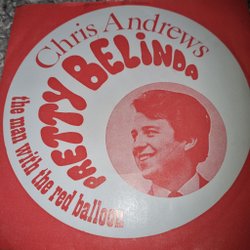 Chris Andrews
PRETTY BELINDA
the man with the red balloon